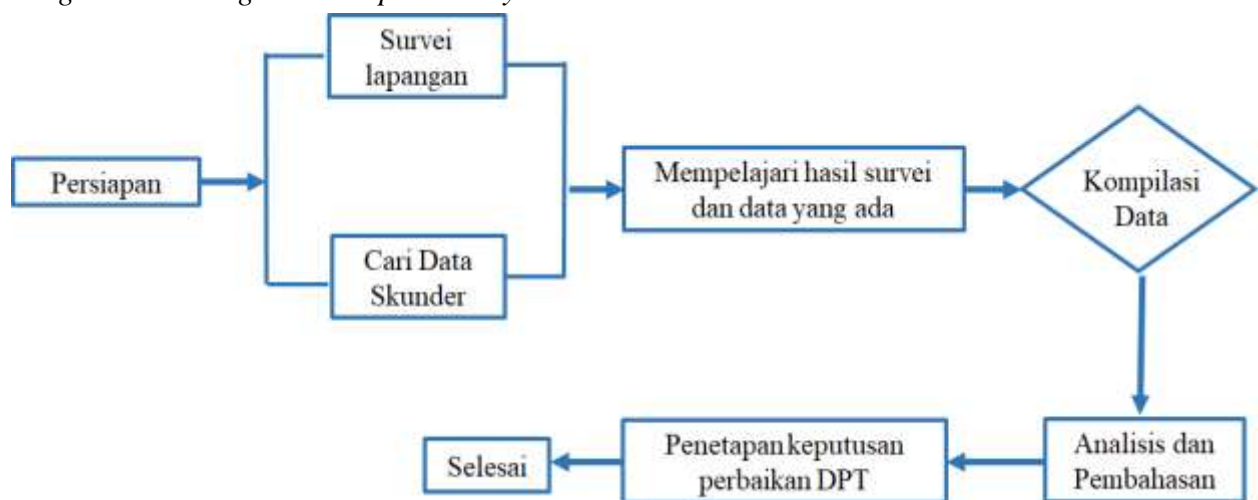 Survei
lapangan
Persiapan
Cari Data
Skunder
Mempelajari hasil survei
dan data yang ada
Kompilasi
Data
Analisis dan
Pembahasan
Penetapan keputusan
perbaikan DPT
Selesai